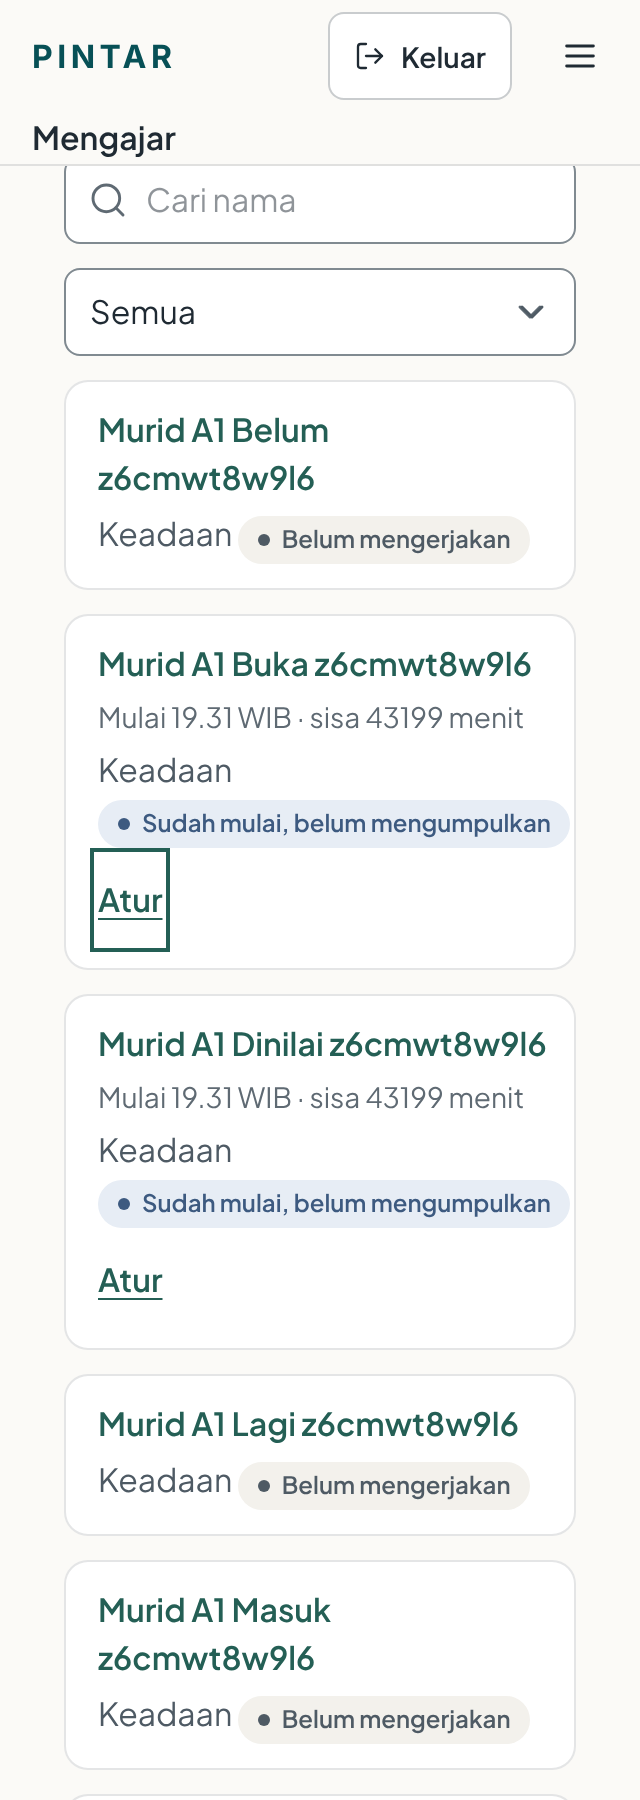 PINTAR
Keluar
Mengajar
Cari nama
Semua
Murid A1 Belum
z6cmwt8w9l6
Keadaan
Belum mengerjakan
Murid A1 Buka z6cmwt8w9l6
Mulai 19.31 WIB · sisa 43199 menit
Keadaan
Sudah mulai, belum mengumpulkan
Atur
Murid A1 Dinilai z6cmwt8w9l6
Mulai 19.31 WIB · sisa 43199 menit
Keadaan
Sudah mulai, belum mengumpulkan
Atur
Murid A1 Lagi z6cmwt8w9l6
Keadaan
Belum mengerjakan
Murid A1 Masuk
z6cmwt8w9l6
Keadaan
Belum mengerjakan